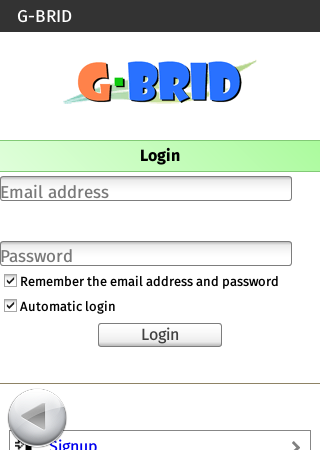 G-BRID
G-BRID
Login
Email address
Password
Remember the email address and password
Automatic login
Login
Signup